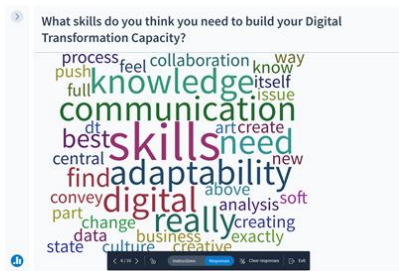 What skills do you think you need to build your Digital
Transformation Capacity?
process feel collaboration know way
push full knowledge itself
issue
communication
dt art create
best skills need
central new
find adaptability
above
convey digital analysis soft
part change really creating
data business exactly
state culture creative
Instructions Responses Clear responses Exit